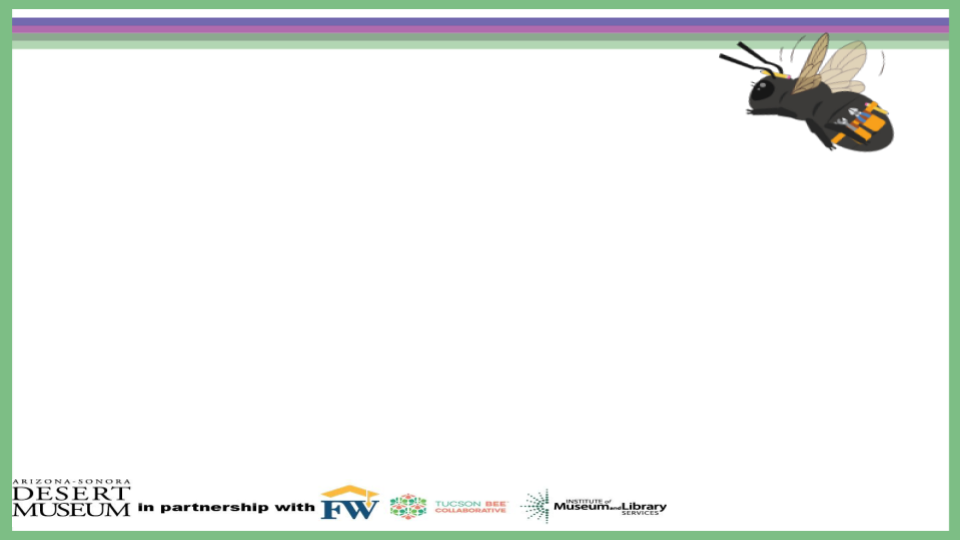 ARIZONA-SONORA
DESERT
MUSEUM
in partnership with
FW
TUCSON BEE
COLLABORATIVE
INSTITUTE of
Museum and Library
SERVICES